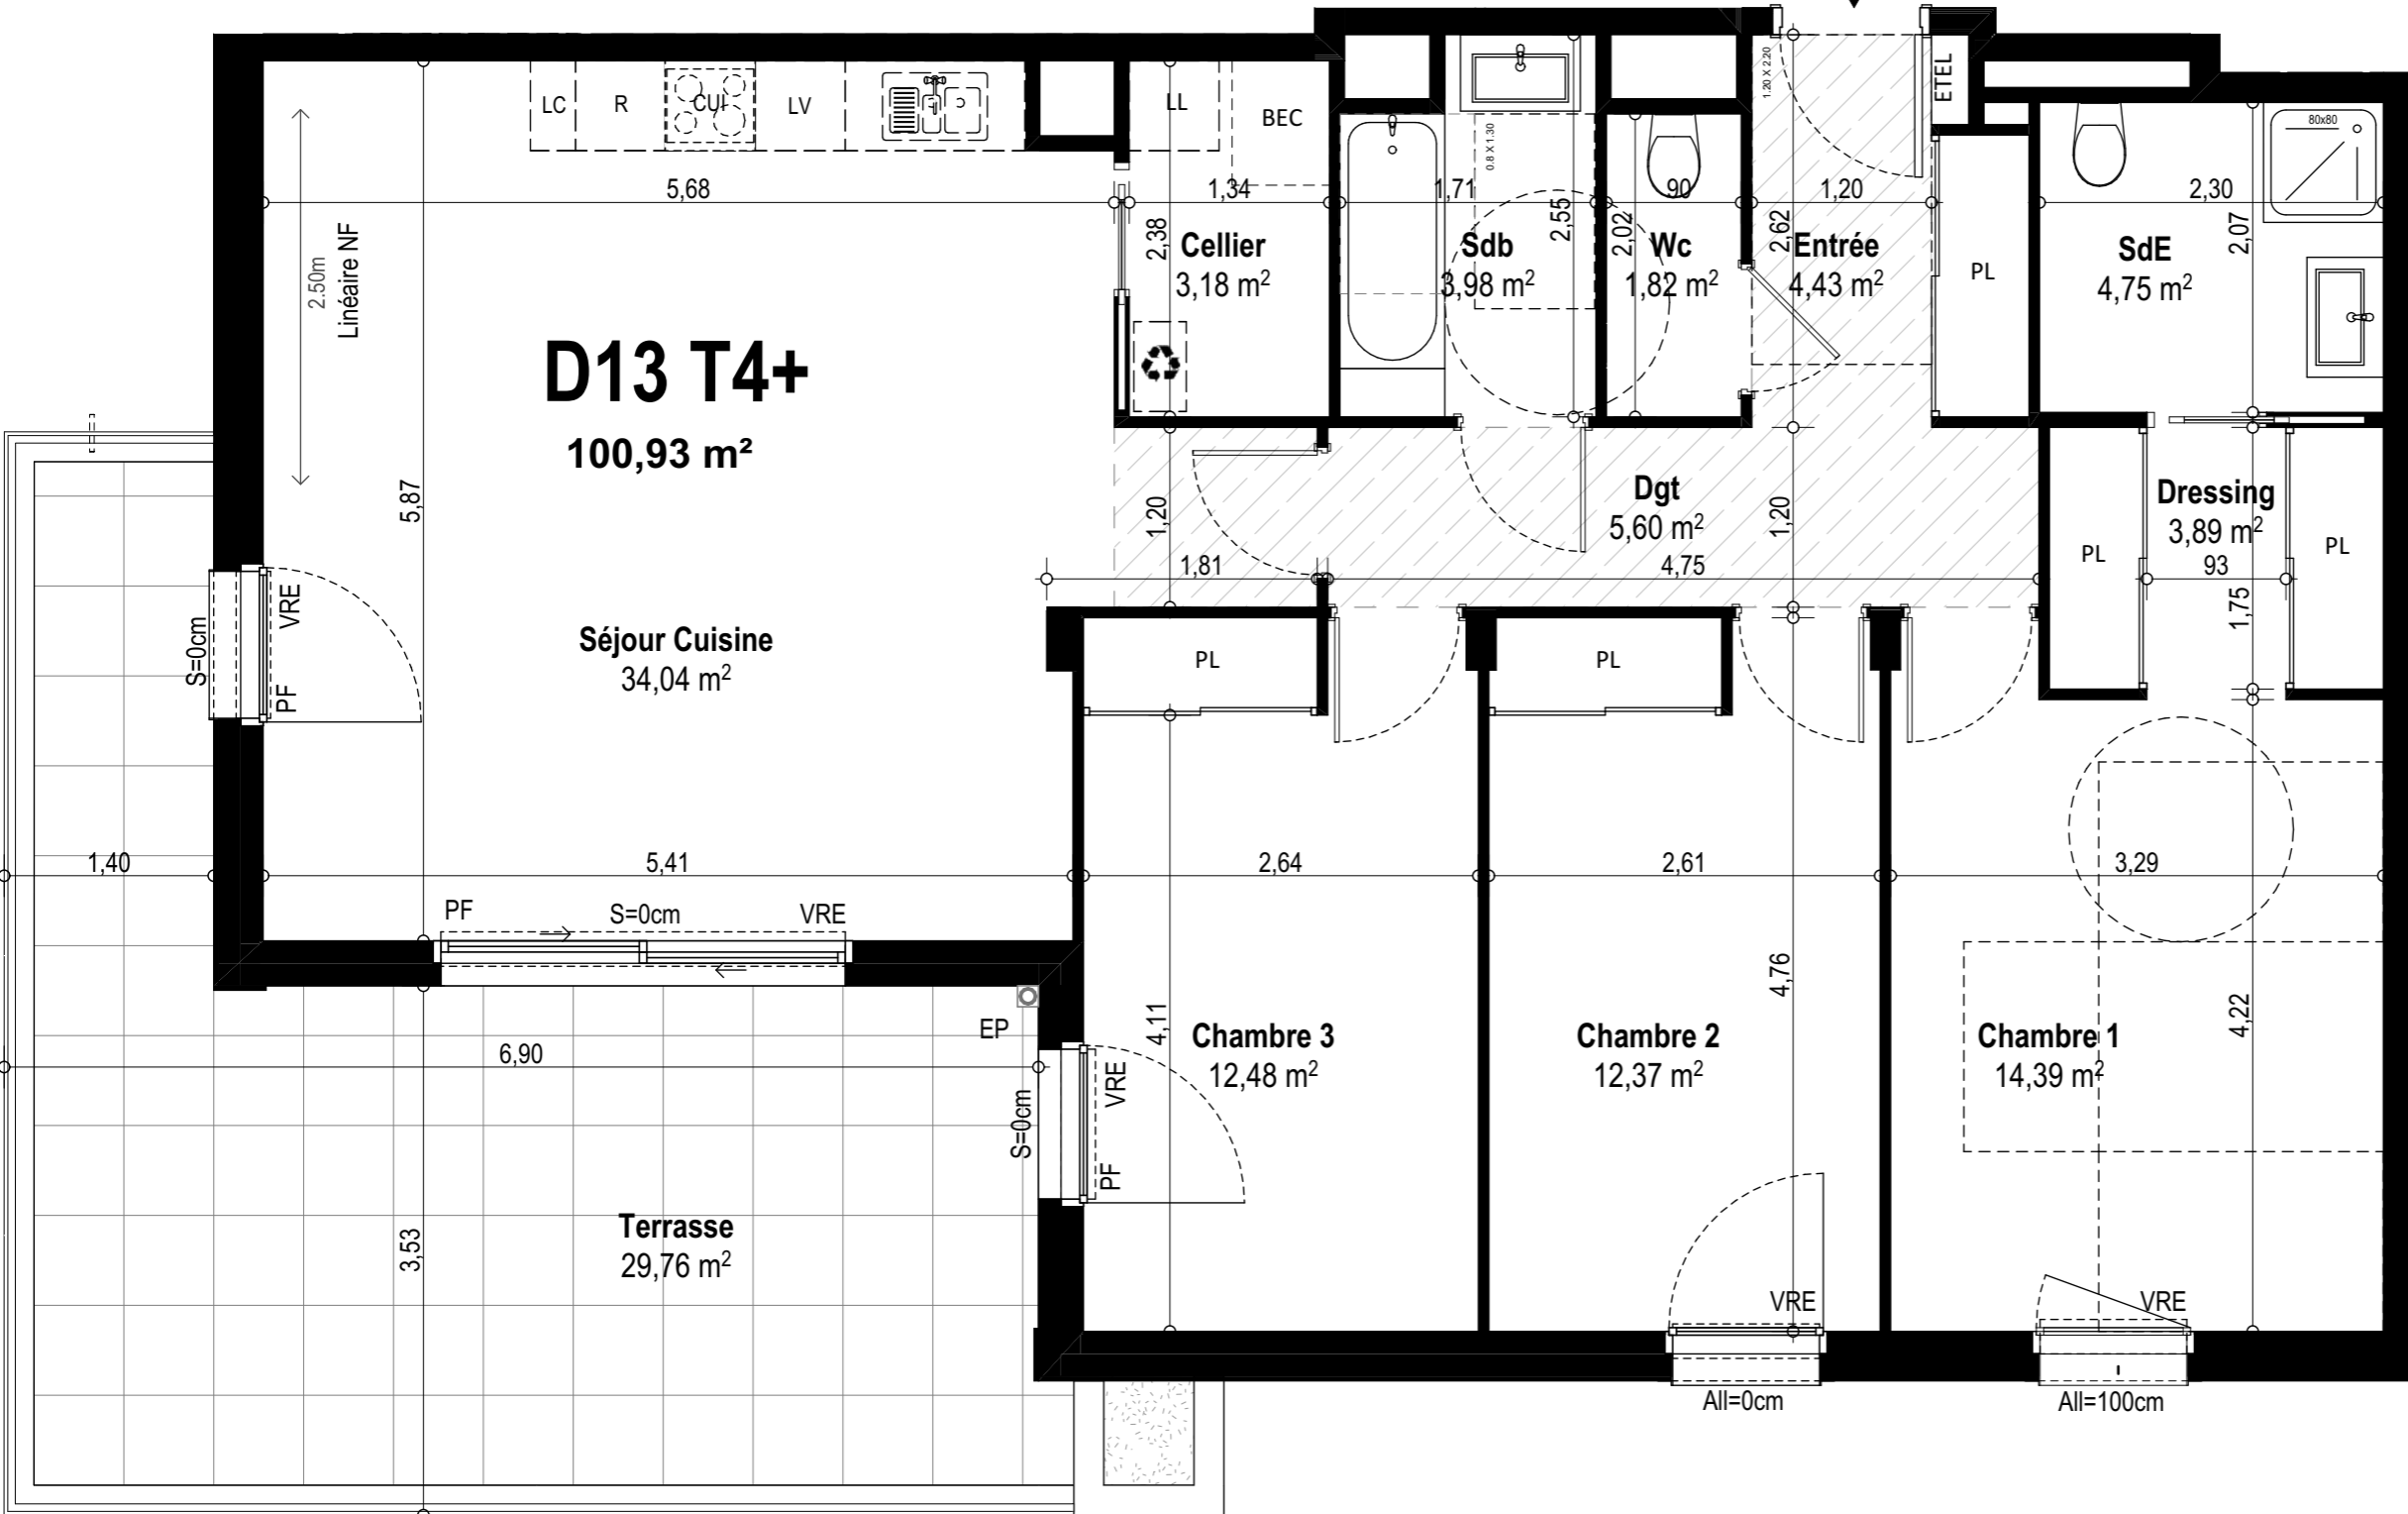 1.20 X 2.20
ETEL
LC
R
CUI
LV
LL
BEC
80x80
0.8 X 1.30
5,68
1,34
1,71
90
1,20
2,30
2.50m
Linéaire NF
2,38
Cellier
3,18 m²
Sdb
3,98 m²
2,55
2,02
Wc
1,82 m²
2,62
Entrée
4,43 m²
PL
SdE
4,75 m²
2,07
D13 T4+
100,93 m²
5,87
1,20
Dgt
5,60 m²
1,20
Dressing
3,89 m²
PL
PL
1,81
4,75
93
1,75
S=0cm
VRE
PF
Séjour Cuisine
34,04 m²
PL
PL
1,40
5,41
2,64
2,61
3,29
PF
S=0cm
VRE
EP
6,90
4,11
4,76
4,22
Chambre 3
12,48 m²
Chambre 2
12,37 m²
Chambre 1
14,39 m²
S=0cm
VRE
PF
Terrasse
29,76 m²
3,53
VRE
VRE
All=0cm
All=100cm